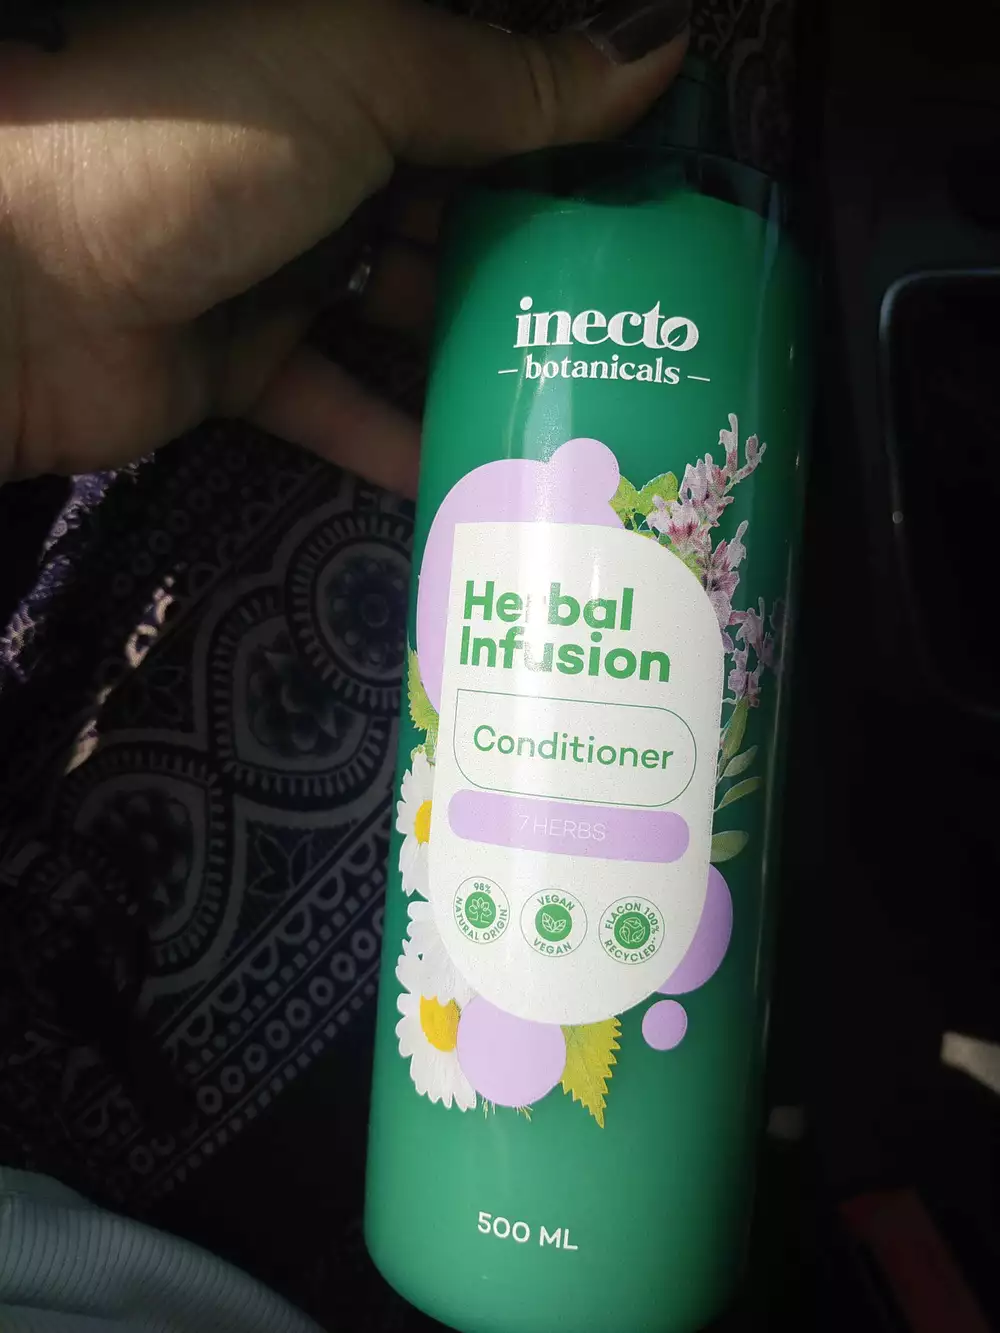 inecto
– botanicals –
Herbal
Infusion
Conditioner
7 HERBS
98%
NATURAL ORIGIN
VEGAN
VEGAN
FLACON 100%
RECYCLED**
500 ML